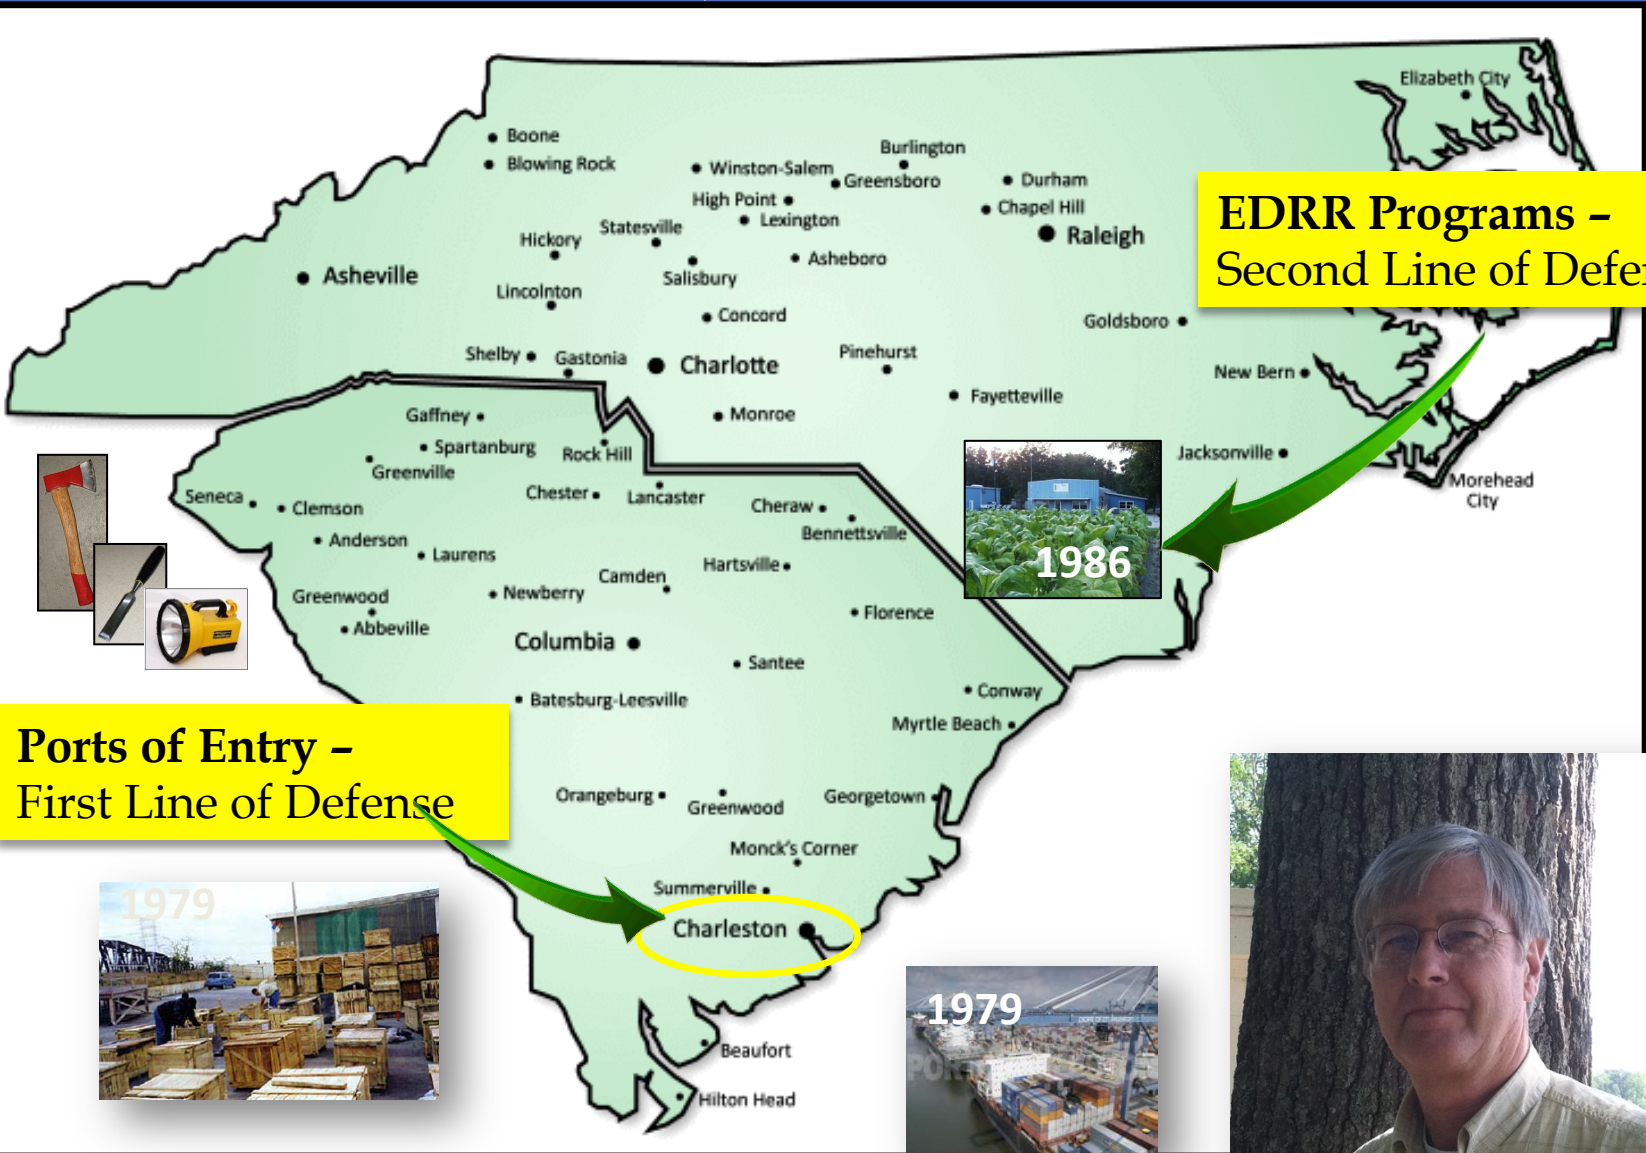 Elizabeth City
Boone
Blowing Rock
Burlington
Winston-Salem
Greensboro
Durham
High Point
Chapel Hill
Lexington
Statesville
Raleigh
Hickory
Asheboro
Salisbury
Asheville
Lincolnton
Concord
Goldsboro
EDRR Programs –
Second Line of Defen
Shelby
Gastonia
Charlotte
Pinehurst
New Bern
Fayetteville
Monroe
Gaffney
Spartanburg
Rock Hill
Jacksonville
Greenville
Morehead
City
Seneca
Clemson
Chester
Lancaster
Cheraw
Bennettsville
Anderson
Laurens
Hartsville
1986
Camden
Newberry
Greenwood
Abbeville
Florence
Columbia
Santee
Batesburg-Leesville
Conway
Myrtle Beach
Ports of Entry –
First Line of Defense
Orangeburg
Greenwood
Georgetown
Monck's Corner
Summerville
Charleston
1979
1979
POR
Beaufort
Hilton Head